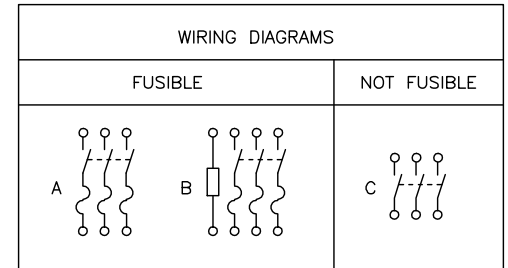 WIRING DIAGRAMS
FUSIBLE
NOT FUSIBLE
A
B
C